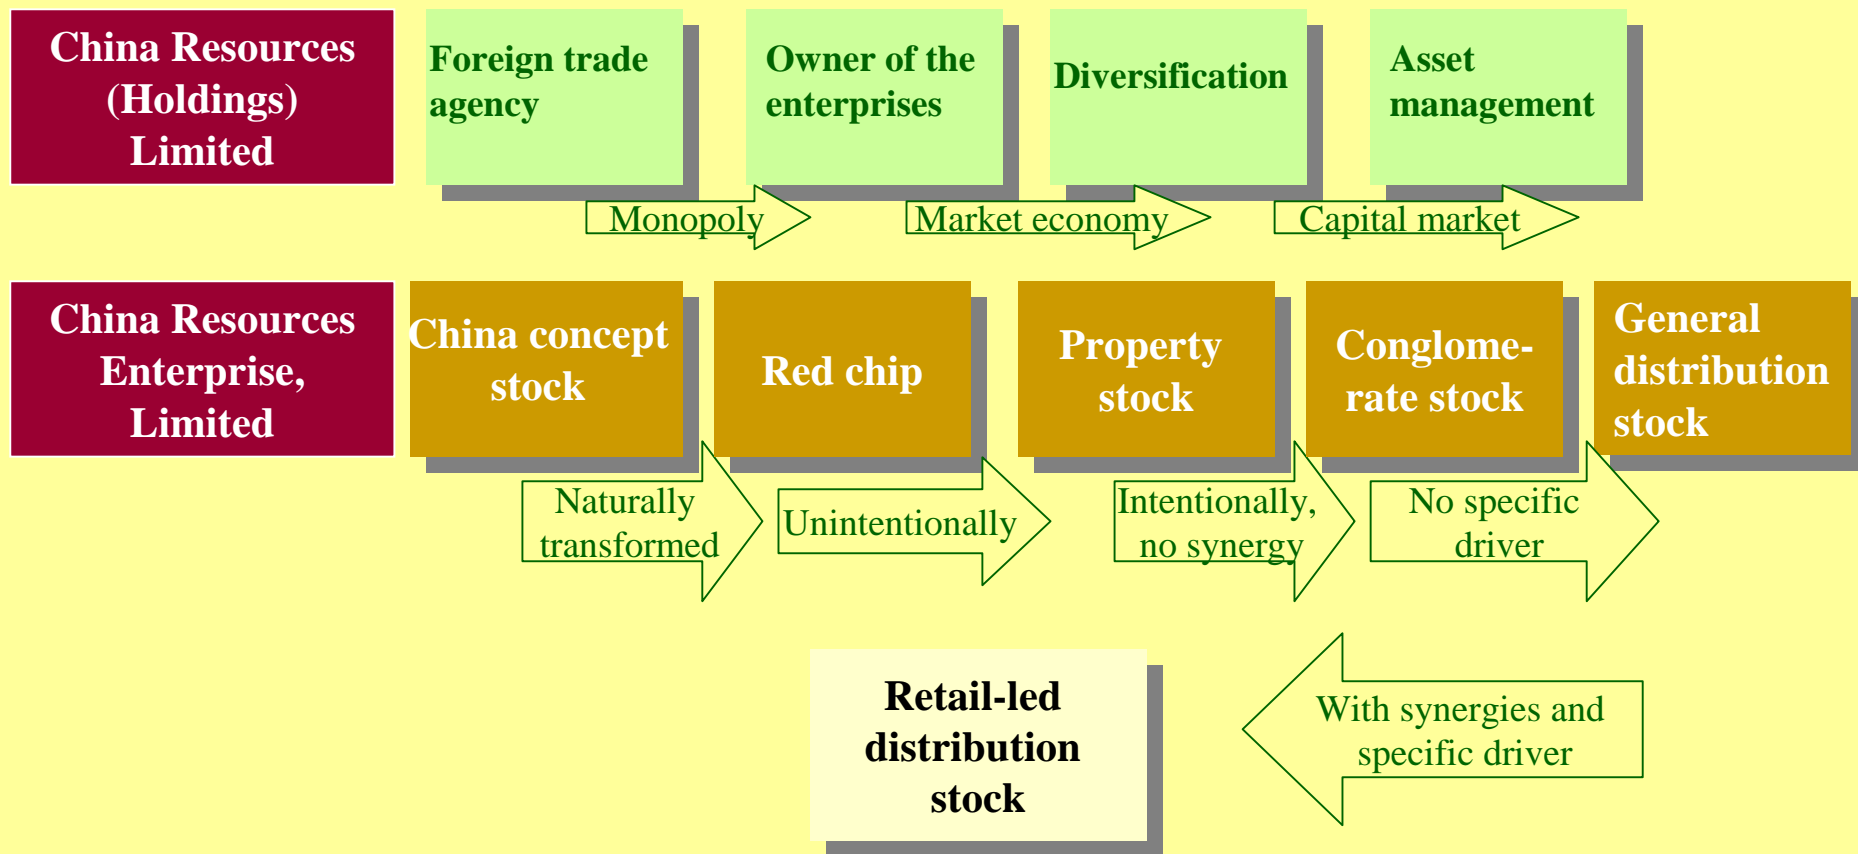 China Resources
(Holdings)
Limited
Foreign trade
agency
Owner of the
enterprises
Diversification
Asset
management
Monopoly
Market economy
Capital market
China Resources
Enterprise,
Limited
China concept
stock
Red chip
Property
stock
Conglome-
rate stock
General
distribution
stock
Naturally
transformed
Unintentionally
Intentionally,
no synergy
No specific
driver
Retail-led
distribution
stock
With synergies and
specific driver